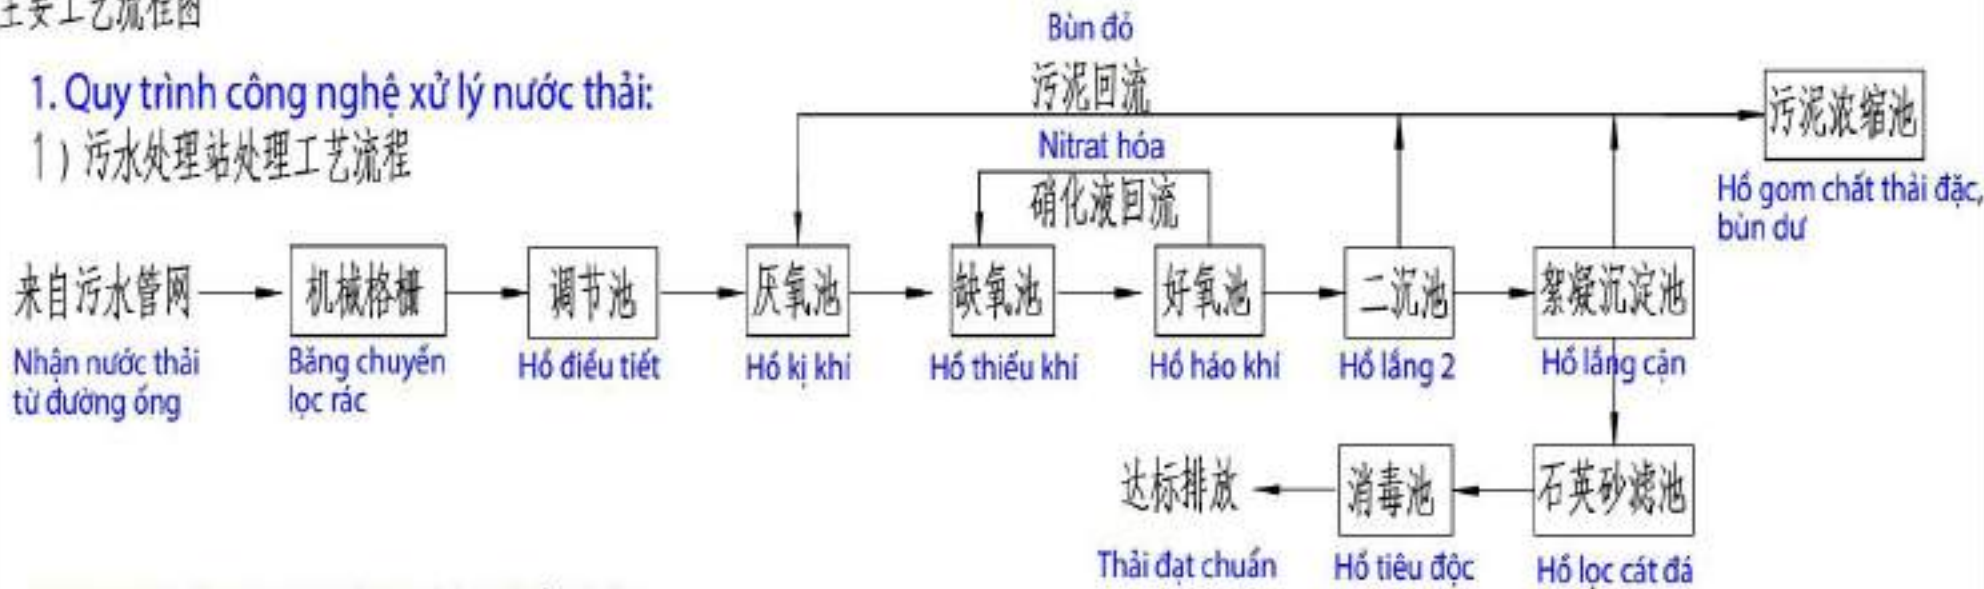 主要工艺流程图
1. Quy trình công nghệ xử lý nước thải:
1）污水处理站处理工艺流程
Bùn đỏ
污泥回流
Nitrat hóa
硝化液回流
污泥浓缩池
Hồ gom chất thải đặc,
bùn dư
来自污水管网
Nhận nước thải
từ đường ống
机械格栅
Băng chuyền
lọc rác
调节池
Hồ điều tiết
厌氧池
Hồ kị khí
缺氧池
Hồ thiếu khí
好氧池
Hồ háo khí
二沉池
Hồ lắng 2
絮凝沉淀池
Hồ lắng cặn
达标排放
Thải đạt chuẩn
消毒池
Hồ tiêu độc
石英砂滤池
Hồ lọc cát đá